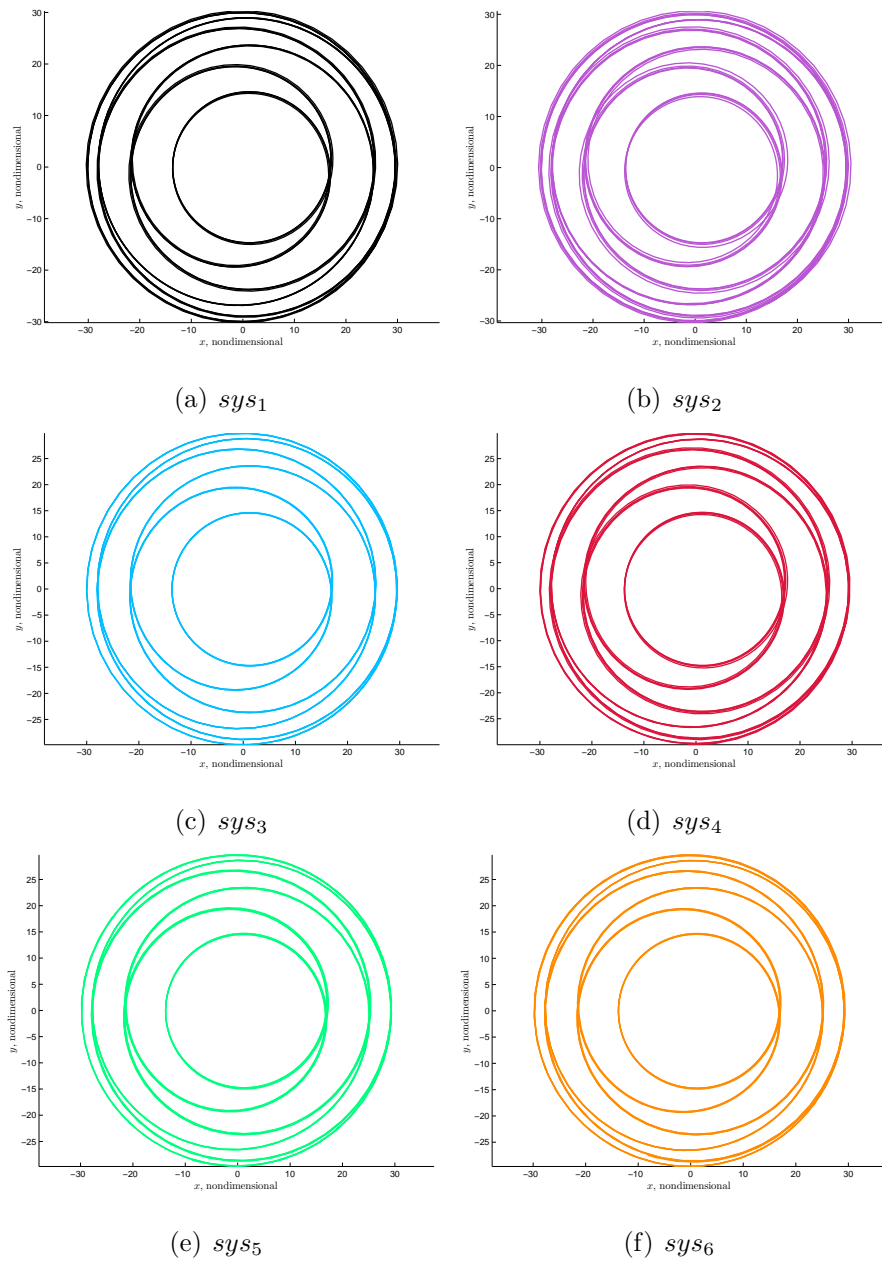 30
20
10
0
−10
−20
−30
y, nondimensional
−30 −20 −10 0 10 20 30
x, nondimensional
(a) sys₁
30
20
10
0
−10
−20
−30
y, nondimensional
−30 −20 −10 0 10 20 30
x, nondimensional
(b) sys₂
25
20
15
10
5
0
−5
−10
−15
−20
−25
y, nondimensional
−30 −20 −10 0 10 20 30
x, nondimensional
(c) sys₃
25
20
15
10
5
0
−5
−10
−15
−20
−25
y, nondimensional
−30 −20 −10 0 10 20 30
x, nondimensional
(d) sys₄
25
20
15
10
5
0
−5
−10
−15
−20
−25
y, nondimensional
−30 −20 −10 0 10 20 30
x, nondimensional
(e) sys₅
25
20
15
10
5
0
−5
−10
−15
−20
−25
y, nondimensional
−30 −20 −10 0 10 20 30
x, nondimensional
(f) sys₆